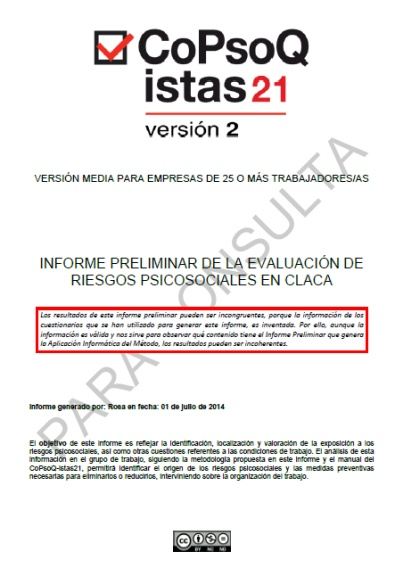 CoPsoQ
istas21
versión 2
VERSIÓN MEDIA PARA EMPRESAS DE 25 O MÁS TRABAJADORES/AS
PARA CONSULTA
INFORME PRELIMINAR DE LA EVALUACIÓN DE
RIESGOS PSICOSOCIALES EN CLACA
Los resultados de este informe preliminar pueden ser incongruentes, porque la información de los
cuestionarios que se han utilizado para generar este informe, es inventada. Por ello, aunque la
información es válida y nos sirve para observar qué contenido tiene el Informe Preliminar que genera
la Aplicación Informática del Método, los resultados pueden ser incoherentes.
Informe generado por: Rosa en fecha: 01 de julio de 2014
El objetivo de este informe es reflejar la identificación, localización y valoración de la exposición a los
riesgos psicosociales, así como otras cuestiones referentes a las condiciones de trabajo. El análisis de esta
información en el grupo de trabajo, siguiendo la metodología propuesta en este informe y el manual del
CoPsoQ-istas21, permitirá identificar el origen de los riesgos psicosociales y las medidas preventivas
necesarias para eliminarlos o reducirlos, interviniendo sobre la organización del trabajo.
cc
BY NC ND